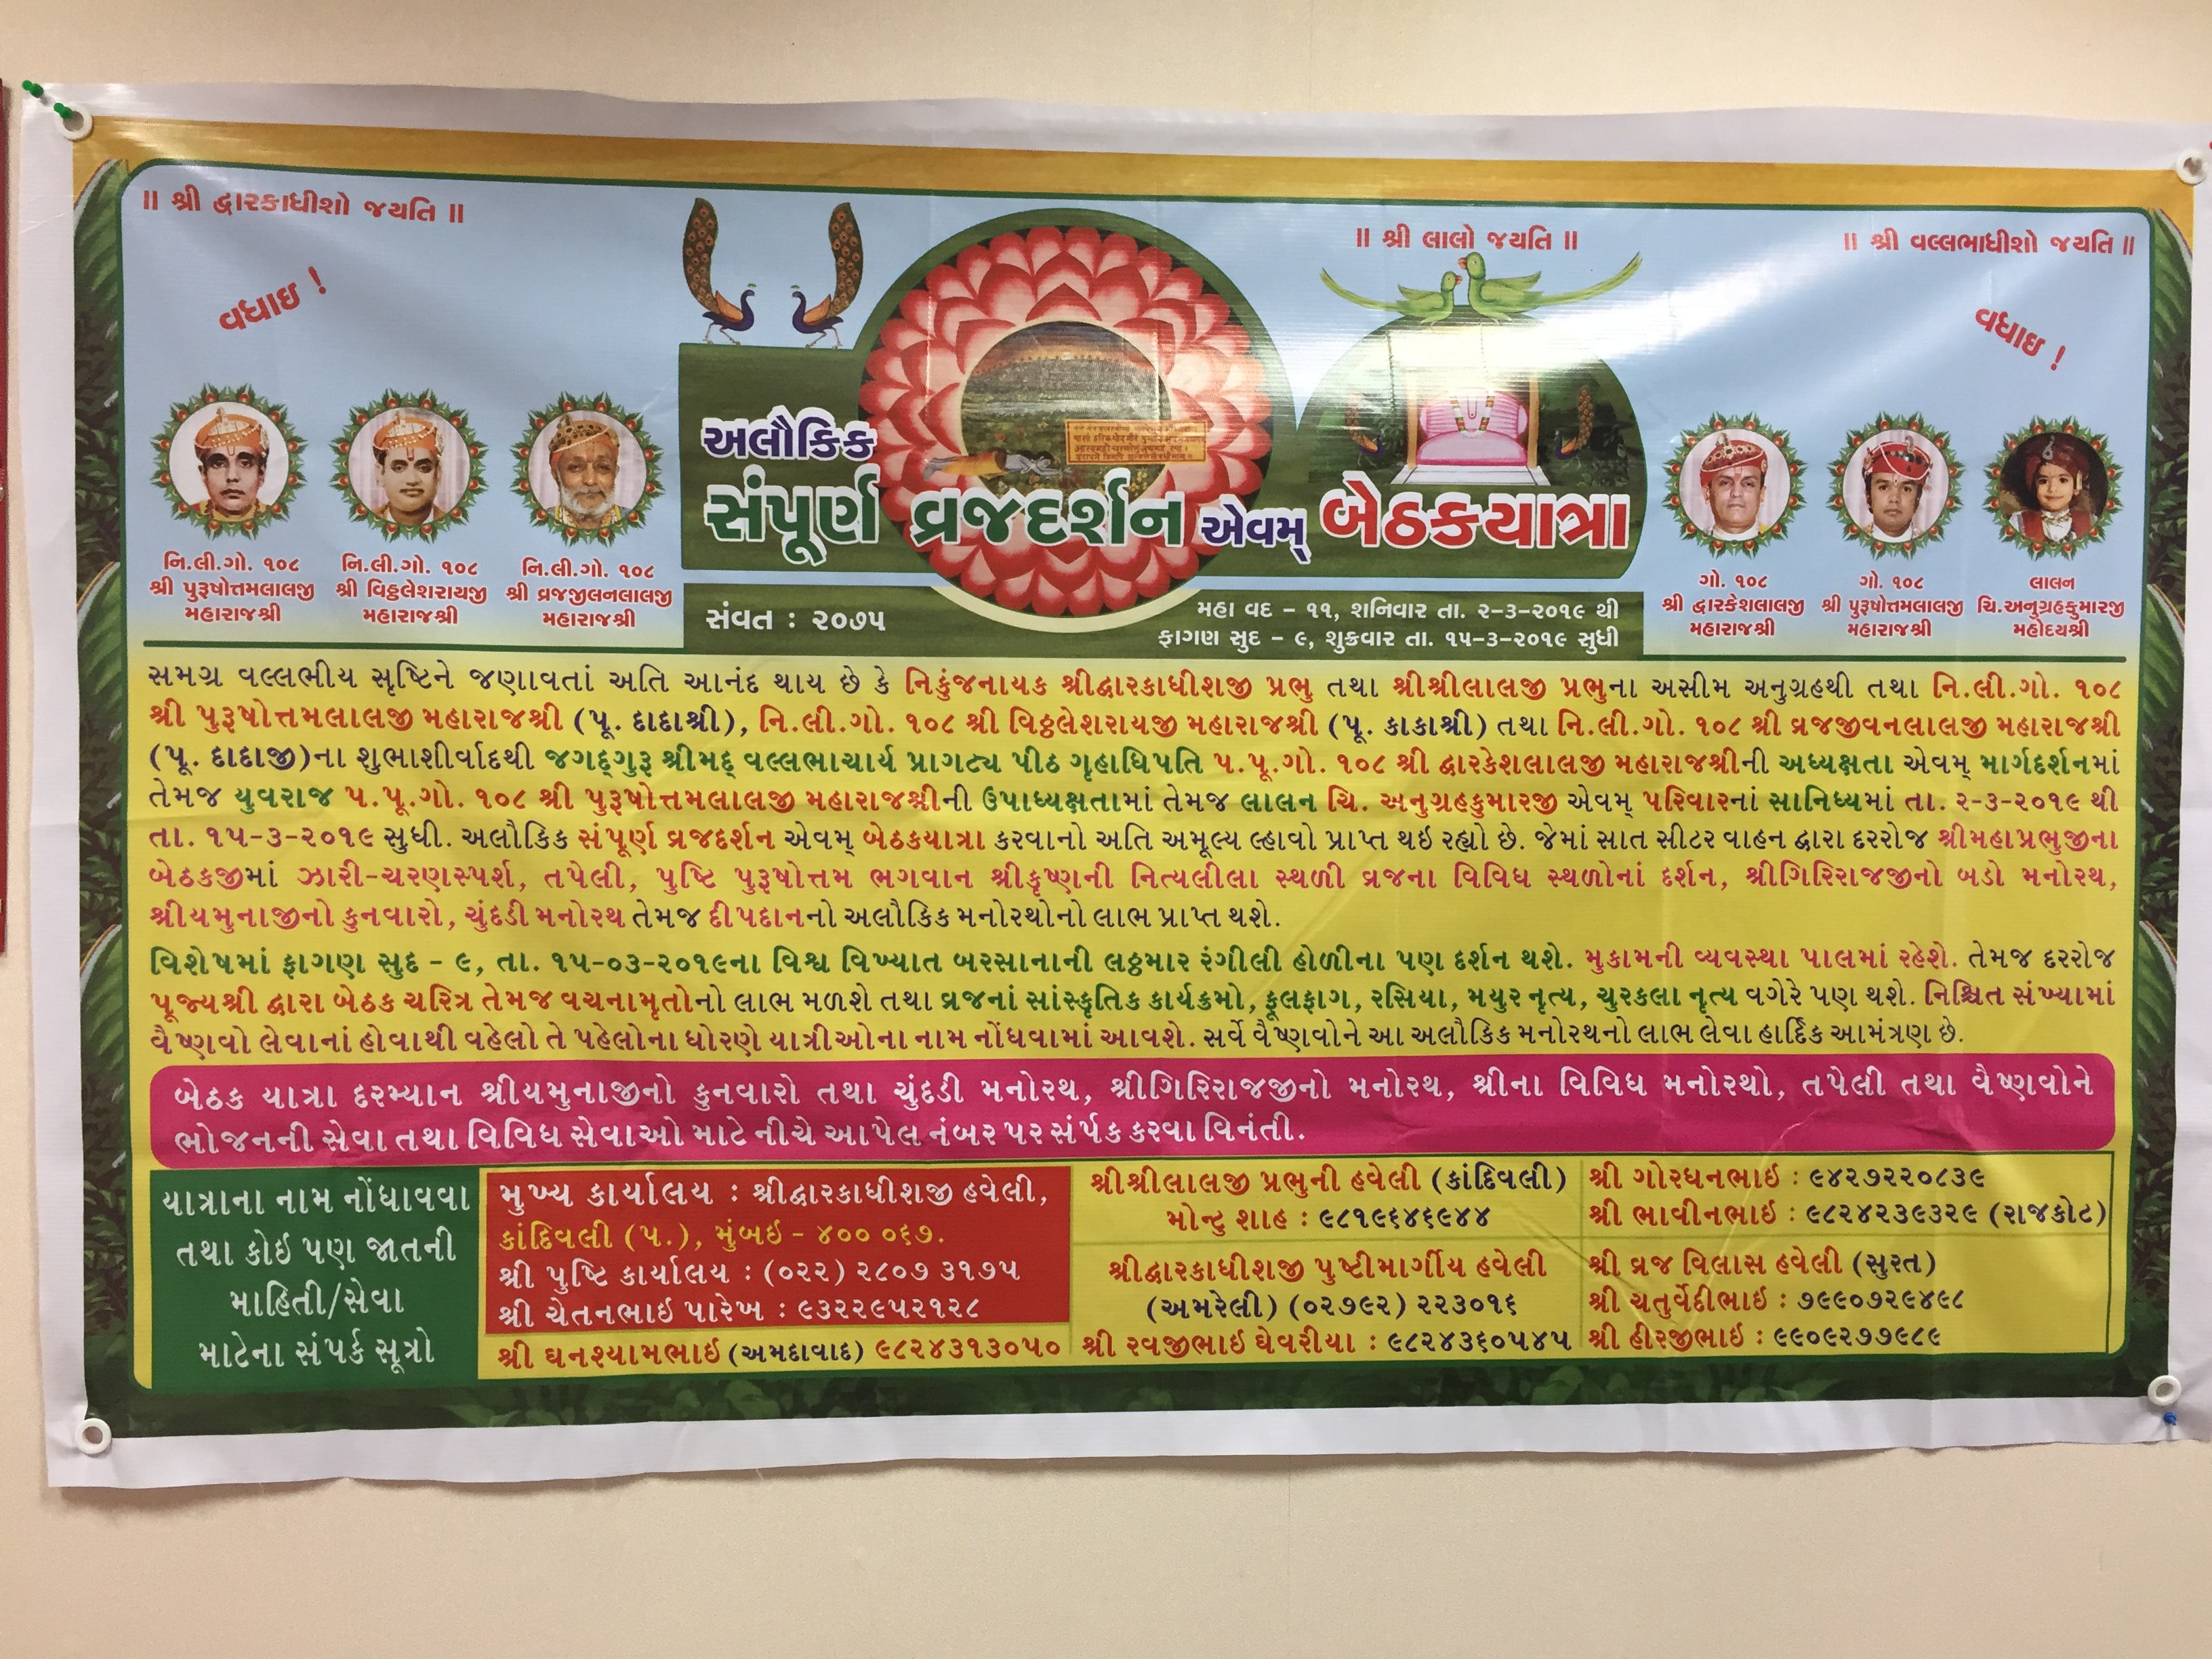 ॥ શ્રી દ્વારકાધીશો જયતિ ॥
॥ શ્રી લાલો જયતિ ॥
॥ શ્રી વલ્લભાધીશો જયતિ ॥
વધાઇ !
વધાઇ !
અલૌકિક
સંપૂર્ણ વ્રજદર્શન એવમ્ બેઠકયાત્રા
નિ.લી.ગો. ૧૦૮
શ્રી પુરૂષોત્તમલાલજી
મહારાજશ્રી
નિ.લી.ગો. ૧૦૮
શ્રી વિઠ્ઠલેશરાયજી
મહારાજશ્રી
નિ.લી.ગો. ૧૦૮
શ્રી વ્રજજીલનલાલજી
મહારાજશ્રી
સંવત : ૨૦૭૫
મહા વદ - ૧૧, શનિવાર તા. ૨-૩-૨૦૧૯ થી
ફાગણ સુદ - ૯, શુક્રવાર તા. ૧૫-૩-૨૦૧૯ સુધી
ગો. ૧૦૮
શ્રી દ્વારકેશલાલજી
મહારાજશ્રી
ગો. ૧૦૮
શ્રી પુરૂષોત્તમલાલજી
મહારાજશ્રી
લાલન
ચિ.અનુગ્રહકુમારજી
મહોદયશ્રી
સમગ્ર વલ્લભીય સૃષ્ટિને જણાવતાં અતિ આનંદ થાય છે કે નિકુંજનાયક શ્રીદ્વારકાધીશજી પ્રભુ તથા શ્રીશ્રીલાલજી પ્રભુના અસીમ અનુગ્રહથી તથા નિ.લી.ગો. ૧૦૮
શ્રી પુરૂષોત્તમલાલજી મહારાજશ્રી (પૂ. દાદાશ્રી), નિ.લી.ગો. ૧૦૮ શ્રી વિઠ્ઠલેશરાયજી મહારાજશ્રી (પૂ. કાકાશ્રી) તથા નિ.લી.ગો. ૧૦૮ શ્રી વ્રજજીવનલાલજી મહારાજશ્રી
(પૂ. દાદાજી)ના શુભાશીર્વાદથી જગદ્ગુરૂ શ્રીમદ્ વલ્લભાચાર્ય પ્રાગટ્ય પીઠ ગૃહાધિપતિ પ.પૂ.ગો. ૧૦૮ શ્રી દ્વારકેશલાલજી મહારાજશ્રીની અધ્યક્ષતા એવમ્ માર્ગદર્શનમાં
તેમજ યુવરાજ પ.પૂ.ગો. ૧૦૮ શ્રી પુરૂષોત્તમલાલજી મહારાજશ્રીની ઉપાધ્યક્ષતામાં તેમજ લાલન ચિ. અનુગ્રહકુમારજી એવમ્ પરિવારનાં સાનિધ્યમાં તા. ૨-૩-૨૦૧૯ થી
તા. ૧૫-૩-૨૦૧૯ સુધી. અલૌકિક સંપૂર્ણ વ્રજદર્શન એવમ્ બેઠકયાત્રા કરવાનો અતિ અમૂલ્ય લ્હાવો પ્રાપ્ત થઇ રહ્યો છે. જેમાં સાત સીટર વાહન દ્વારા દરરોજ શ્રીમહાપ્રભુજીના
બેઠકજીમાં ઝારી-ચરણસ્પર્શ, તપેલી, પુષ્ટિ પુરૂષોત્તમ ભગવાન શ્રીકૃષ્ણની નિત્યલીલા સ્થળી વ્રજના વિવિધ સ્થળોનાં દર્શન, શ્રીગિરિરાજજીનો બડો મનોરથ,
શ્રીયમુનાજીનો કુનવારો, ચુંદડી મનોરથ તેમજ દીપદાનનો અલૌકિક મનોરથોનો લાભ પ્રાપ્ત થશે.
વિશેષમાં ફાગણ સુદ - ૯, તા. ૧૫-૦૩-૨૦૧૯ના વિશ્વ વિખ્યાત બરસાનાની લઠ્ઠમાર રંગીલી હોળીના પણ દર્શન થશે. મુકામની વ્યવસ્થા પાલમાં રહેશે. તેમજ દરરોજ
પૂજ્યશ્રી દ્વારા બેઠક ચરિત્ર તેમજ વચનામૃતોનો લાભ મળશે તથા વ્રજનાં સાંસ્કૃતિક કાર્યક્રમો, ફૂલફાગ, રસિયા, મયુર નૃત્ય, ચુરકલા નૃત્ય વગેરે પણ થશે. નિશ્ચિત સંખ્યામાં
વૈષ્ણવો લેવાનાં હોવાથી વહેલો તે પહેલોના ધોરણે યાત્રીઓના નામ નોંધવામાં આવશે. સર્વે વૈષ્ણવોને આ અલૌકિક મનોરથનો લાભ લેવા હાર્દિક આમંત્રણ છે.
બેઠક યાત્રા દરમ્યાન શ્રીયમુનાજીનો કુનવારો તથા ચુંદડી મનોરથ, શ્રીગિરિરાજજીનો મનોરથ, શ્રીના વિવિધ મનોરથો, તપેલી તથા વૈષ્ણવોને
ભોજનની સેવા તથા વિવિધ સેવાઓ માટે નીચે આપેલ નંબર પર સંપર્ક કરવા વિનંતી.
યાત્રાના નામ નોંધાવવા
તથા કોઇ પણ જાતની
માહિતી/સેવા
માટેના સંપર્ક સૂત્રો
મુખ્ય કાર્યાલય : શ્રીદ્વારકાધીશજી હવેલી,
કાંદિવલી (પ.), મુંબઇ - ૪૦૦ ૦૬૭.
શ્રી પુષ્ટિ કાર્યાલય : (૦૨૨) ૨૮૦૭ ૩૧૭૫
શ્રી ચેતનભાઇ પારેખ : ૯૩૨૨૯૫૨૧૨૮
શ્રી ઘનશ્યામભાઇ (અમદાવાદ) ૯૮૨૪૩૧૩૦૫૦
શ્રીશ્રીલાલજી પ્રભુની હવેલી (કાંદિવલી)
મોન્ટુ શાહ : ૯૮૧૯૬૪૬૯૪૪
શ્રીદ્વારકાધીશજી પુષ્ટીમાર્ગીય હવેલી
(અમરેલી) (૦૨૭૯૨) ૨૨૩૦૧૬
શ્રી રવજીભાઇ ઘેવરીયા : ૯૮૨૪૩૬૦૫૪૫
શ્રી ગોરધનભાઇ : ૯૪૨૭૨૨૦૮૩૯
શ્રી ભાવીનભાઇ : ૯૮૨૪૨૩૯૩૨૯ (રાજકોટ)
શ્રી વ્રજ વિલાસ હવેલી (સુરત)
શ્રી ચતુર્વેદીભાઇ : ૭૯૯૦૭૨૯૪૯૮
શ્રી હીરજીભાઇ : ૯૯૦૯૨૭૭૯૮૯